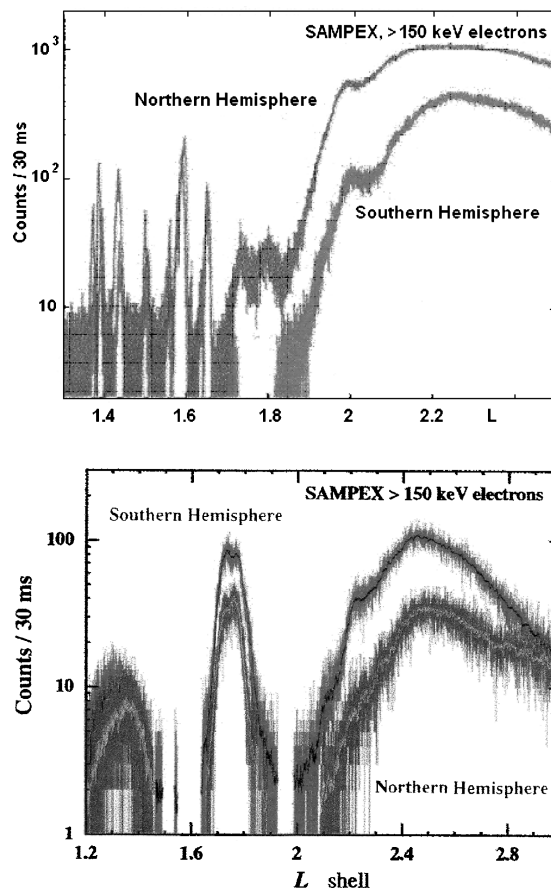 SAMPEX, >150 keV electrons
Northern Hemisphere
Southern Hemisphere
Counts / 30 ms
10³
10²
10
1.4 1.6 1.8 2 2.2 L
SAMPEX > 150 keV electrons
Southern Hemisphere
Northern Hemisphere
Counts / 30 ms
100
10
1
1.2 1.6 2 2.4 2.8
L shell